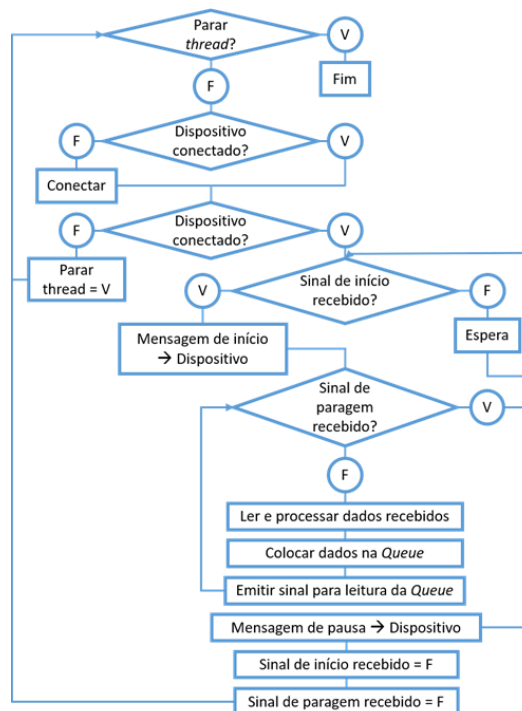 Parar
thread?
V
Fim
F
Dispositivo
conectado?
F
V
Conectar
Dispositivo
conectado?
F
V
Parar
thread = V
Sinal de início
recebido?
V
F
Mensagem de início
→ Dispositivo
Espera
Sinal de
paragem
recebido?
V
F
Ler e processar dados recebidos
Colocar dados na Queue
Emitir sinal para leitura da Queue
Mensagem de pausa → Dispositivo
Sinal de início recebido = F
Sinal de paragem recebido = F